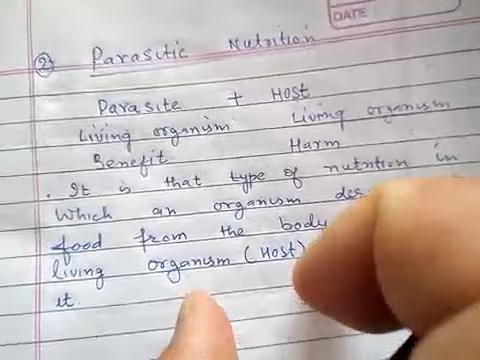 DATE
② Parasitic Nutrition
Parasite + Host
Living organism Living organism
Benefit Harm
. It is that type of nutrition in
Which an organism
food from the body
living organism (Host)
it.